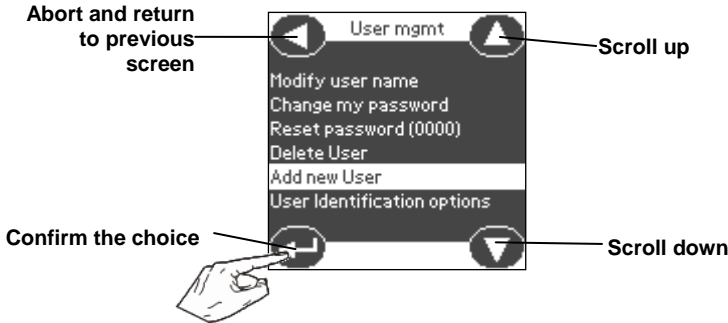 Abort and return
to previous
screen
User mgmt
Scroll up
Modify user name
Change my password
Reset password (0000)
Delete User
Add new User
User Identification options
Confirm the choice
Scroll down